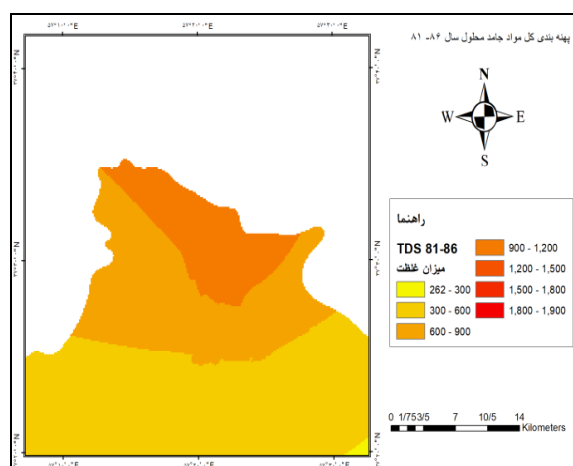 پهنه بندی کل مواد جامد محلول سال ۸۶- ۸۱
N
W E
S
راهنما
TDS 81-86
میزان غلظت
262 - 300
300 - 600
600 - 900
900 - 1,200
1,200 - 1,500
1,500 - 1,800
1,800 - 1,900
0 1/75 3/5 7 10/5 14
Kilometers